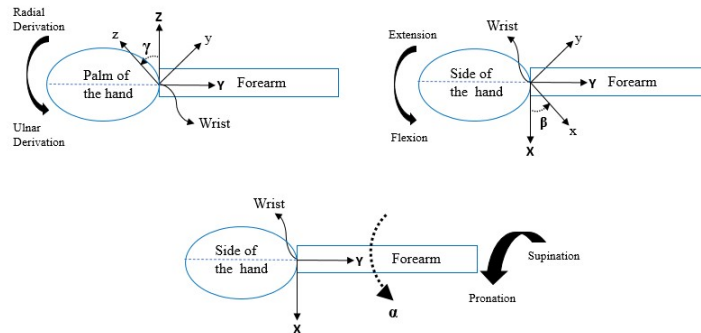 Radial
Derivation
Z
z
γ
y
Palm of
the hand
Y
Forearm
Wrist
Ulnar
Derivation
Extension
Wrist
y
Side of
the hand
Y
Forearm
β
x
X
Flexion
Wrist
Side of
the hand
Y
Forearm
Supination
α
Pronation
X